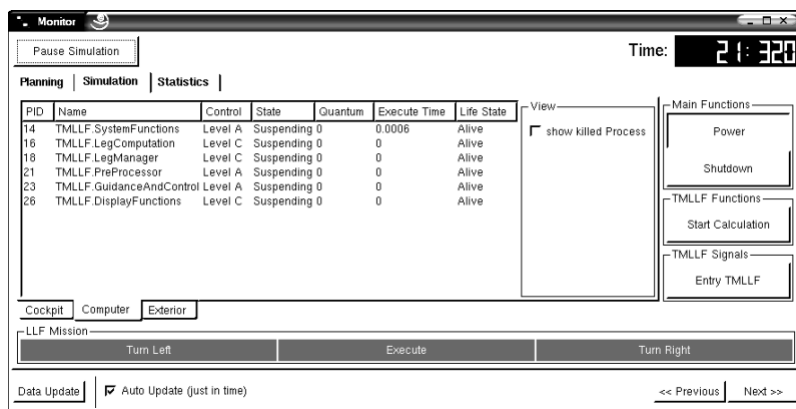 Monitor
Pause Simulation
Time: 21:320
Planning Simulation Statistics
PID Name Control State Quantum Execute Time Life State
14 TMLLF.SystemFunctions Level A Suspending 0 0.0006 Alive
16 TMLLF.LegComputation Level C Suspending 0 0 Alive
18 TMLLF.LegManager Level C Suspending 0 0 Alive
21 TMLLF.PreProcessor Level A Suspending 0 0 Alive
23 TMLLF.GuidanceAndControl Level A Suspending 0 0 Alive
26 TMLLF.DisplayFunctions Level C Suspending 0 0 Alive
View
show killed Process
Main Functions
Power
Shutdown
TMLLF Functions
Start Calculation
TMLLF Signals
Entry TMLLF
Cockpit Computer Exterior
LLF Mission
Turn Left Execute Turn Right
Data Update Auto Update (just in time) << Previous Next >>